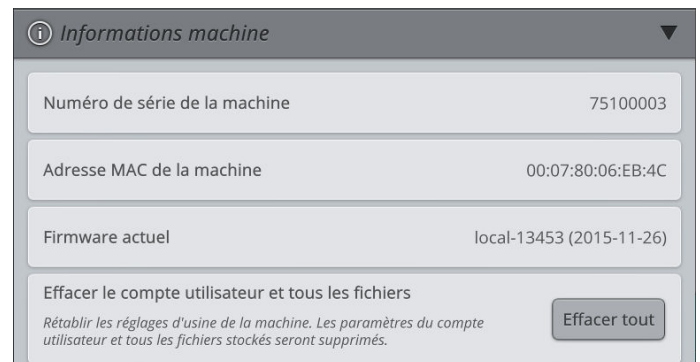 Informations machine
Numéro de série de la machine 75100003
Adresse MAC de la machine 00:07:80:06:EB:4C
Firmware actuel local-13453 (2015-11-26)
Effacer le compte utilisateur et tous les fichiers
Rétablir les réglages d'usine de la machine. Les paramètres du compte
utilisateur et tous les fichiers stockés seront supprimés.
Effacer tout